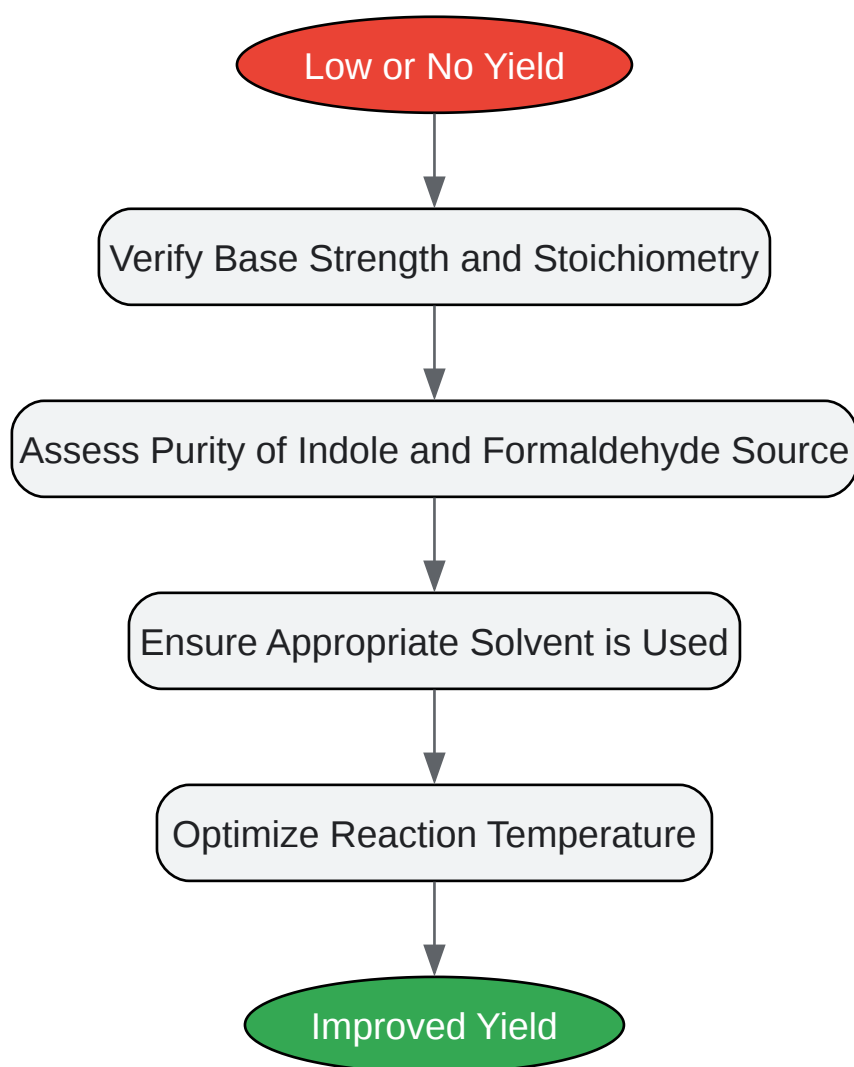 Low or No Yield
Verify Base Strength and Stoichiometry
Assess Purity of Indole and Formaldehyde Source
Ensure Appropriate Solvent is Used
Optimize Reaction Temperature
Improved Yield